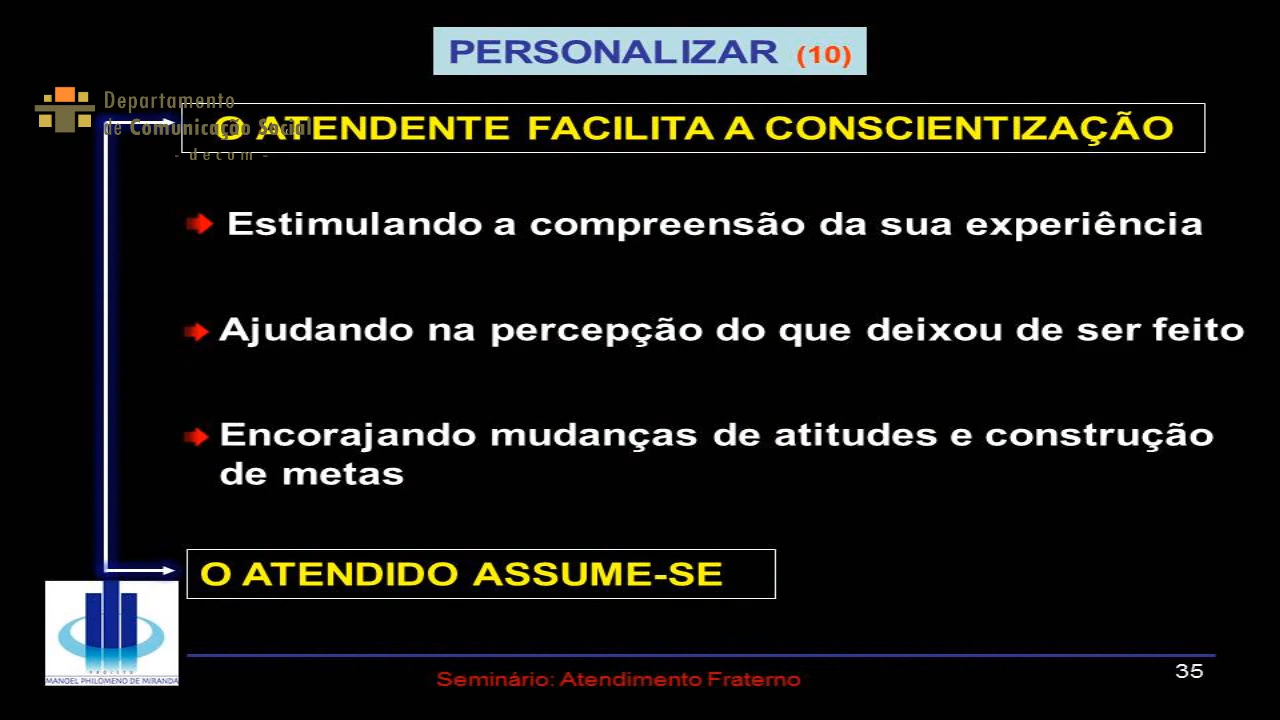 PERSONALIZAR (10)
Departamento
de Comunicação Social
- decom -
O ATENDENTE FACILITA A CONSCIENTIZAÇÃO
Estimulando a compreensão da sua experiência
Ajudando na percepção do que deixou de ser feito
Encorajando mudanças de atitudes e construção
de metas
O ATENDIDO ASSUME-SE
PROJETO
MANOEL PHILOMENO DE MIRANDA
Seminário: Atendimento Fraterno
35